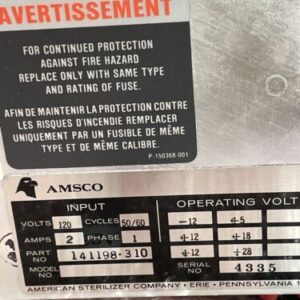 AVERTISSEMENT
FOR CONTINUED PROTECTION
AGAINST FIRE HAZARD
REPLACE ONLY WITH SAME TYPE
AND RATING OF FUSE.
AFIN DE MAINTENIR LA PROTECTION CONTRE
LES RISQUES D'INCENDIE REMPLACER
UNIQUEMENT PAR UN FUSIBLE DE MÊME
TYPE ET DE MÊME CALIBRE.
P-150368-001
AMSCO
INPUT OPERATING VOLT
VOLTS 120 CYCLES 50/60 -12 +5
AMPS 2 PHASE 1 +12 +18
PART NO 141198-310 +12 +28
MODEL NO. SERIAL NO. 4335
AMERICAN STERILIZER COMPANY • ERIE • PENNSYLVANIA